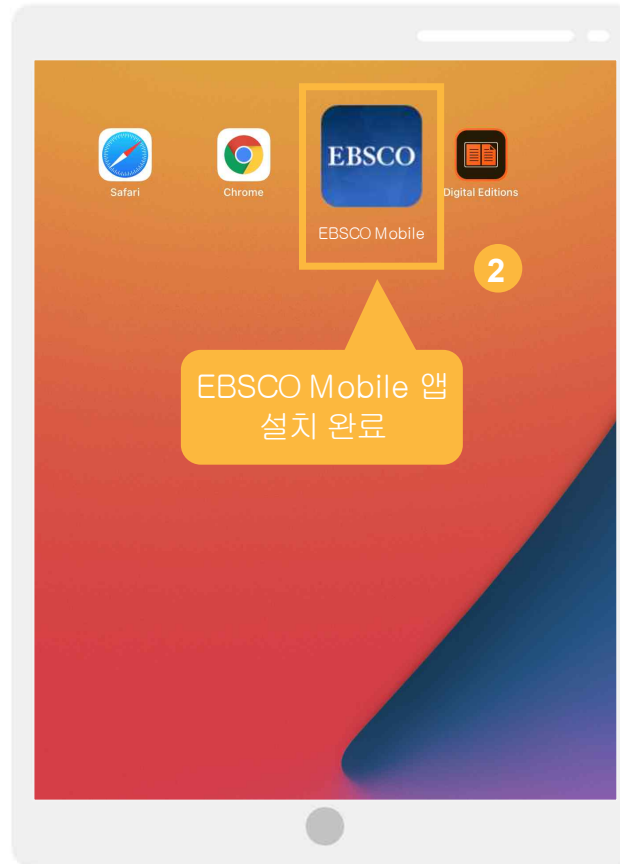 EBSCO
Safari
Chrome
EBSCO Mobile
Digital Editions
2
EBSCO Mobile 앱
설치 완료